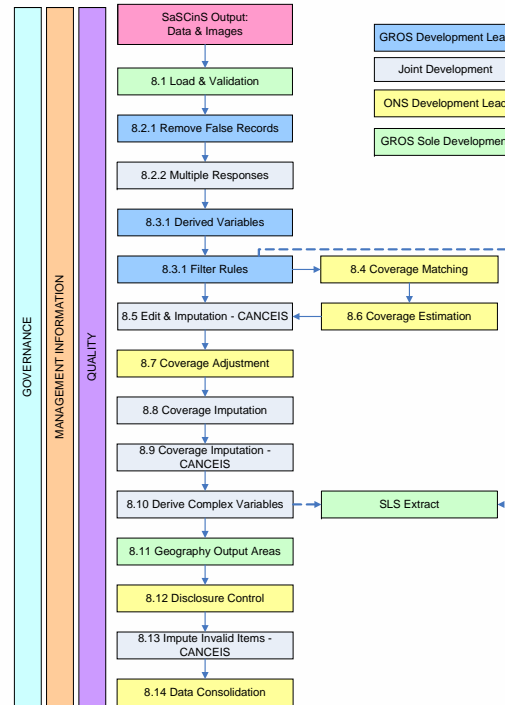 SaSCinS Output:
Data & Images
GROS Development Lea
8.1 Load & Validation
Joint Development
8.2.1 Remove False Records
ONS Development Lead
8.2.2 Multiple Responses
GROS Sole Development
8.3.1 Derived Variables
8.3.1 Filter Rules
8.4 Coverage Matching
8.5 Edit & Imputation - CANCEIS
8.6 Coverage Estimation
8.7 Coverage Adjustment
8.8 Coverage Imputation
8.9 Coverage Imputation -
CANCEIS
8.10 Derive Complex Variables
SLS Extract
8.11 Geography Output Areas
8.12 Disclosure Control
8.13 Impute Invalid Items -
CANCEIS
8.14 Data Consolidation
GOVERNANCE
MANAGEMENT INFORMATION
QUALITY